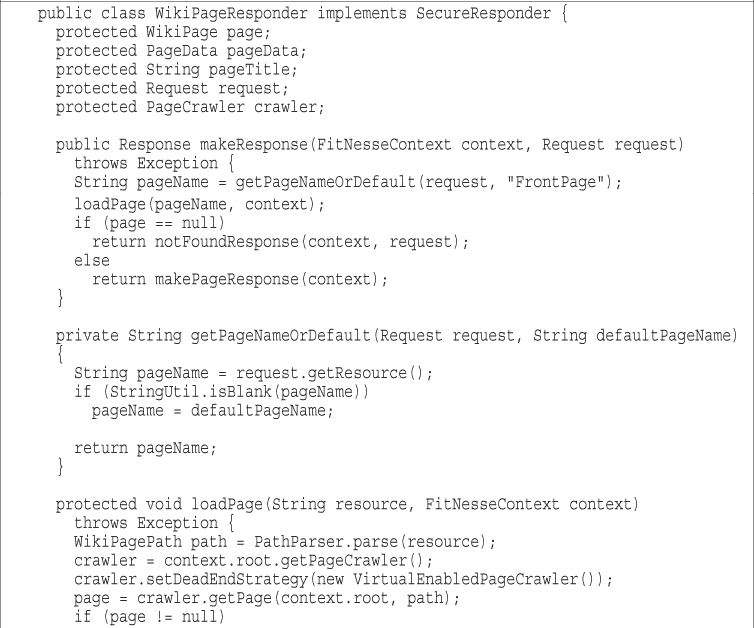 public class WikiPageResponder implements SecureResponder {
  protected WikiPage page;
  protected PageData pageData;
  protected String pageTitle;
  protected Request request;
  protected PageCrawler crawler;

  public Response makeResponse(FitNesseContext context, Request request)
    throws Exception {
    String pageName = getPageNameOrDefault(request, "FrontPage");
    loadPage(pageName, context);
    if (page == null)
      return notFoundResponse(context, request);
    else
      return makePageResponse(context);
  }

  private String getPageNameOrDefault(Request request, String defaultPageName)
  {
    String pageName = request.getResource();
    if (StringUtil.isBlank(pageName))
      pageName = defaultPageName;

    return pageName;
  }

  protected void loadPage(String resource, FitNesseContext context)
    throws Exception {
    WikiPagePath path = PathParser.parse(resource);
    crawler = context.root.getPageCrawler();
    crawler.setDeadEndStrategy(new VirtualEnabledPageCrawler());
    page = crawler.getPage(context.root, path);
    if (page != null)